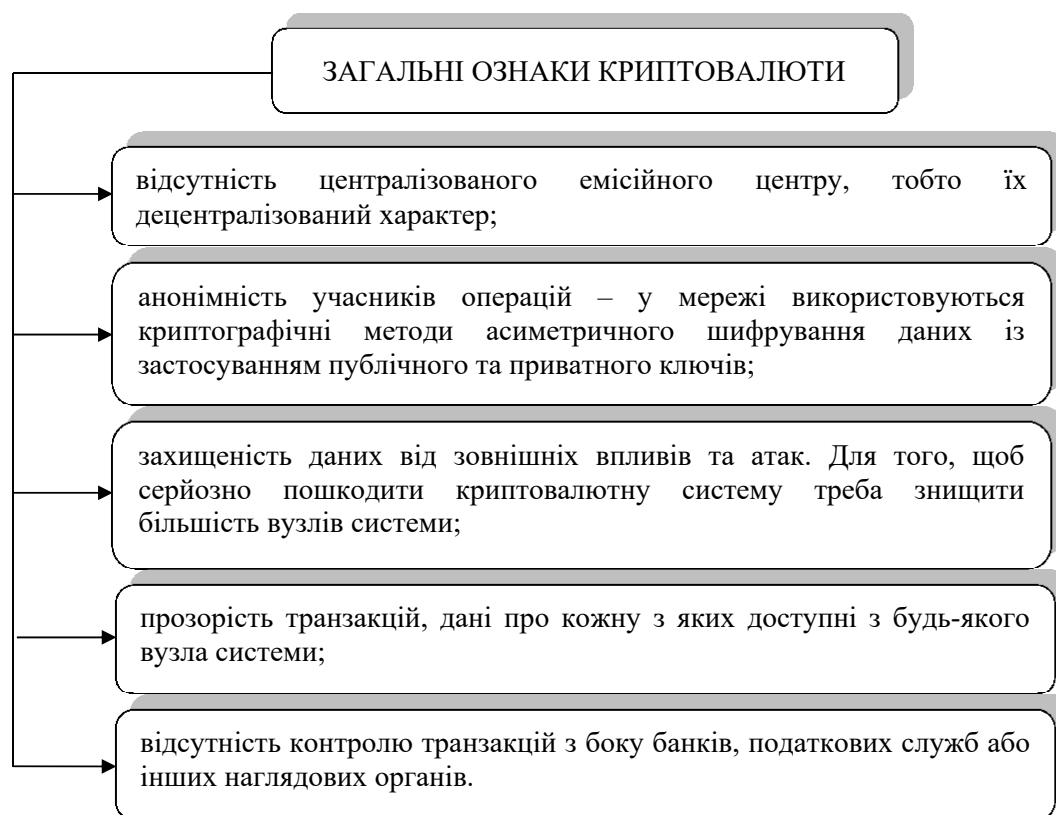 ЗАГАЛЬНІ ОЗНАКИ КРИПТОВАЛЮТИ
відсутність централізованого емісійного центру, тобто їх
децентралізований характер;
анонімність учасників операцій – у мережі використовуються
криптографічні методи асиметричного шифрування даних із
застосуванням публічного та приватного ключів;
захищеність даних від зовнішніх впливів та атак. Для того, щоб
серйозно пошкодити криптовалютну систему треба знищити
більшість вузлів системи;
прозорість транзакцій, дані про кожну з яких доступні з будь-якого
вузла системи;
відсутність контролю транзакцій з боку банків, податкових служб або
інших наглядових органів.